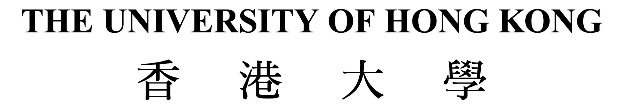 THE UNIVERSITY OF HONG KONG
香港大學